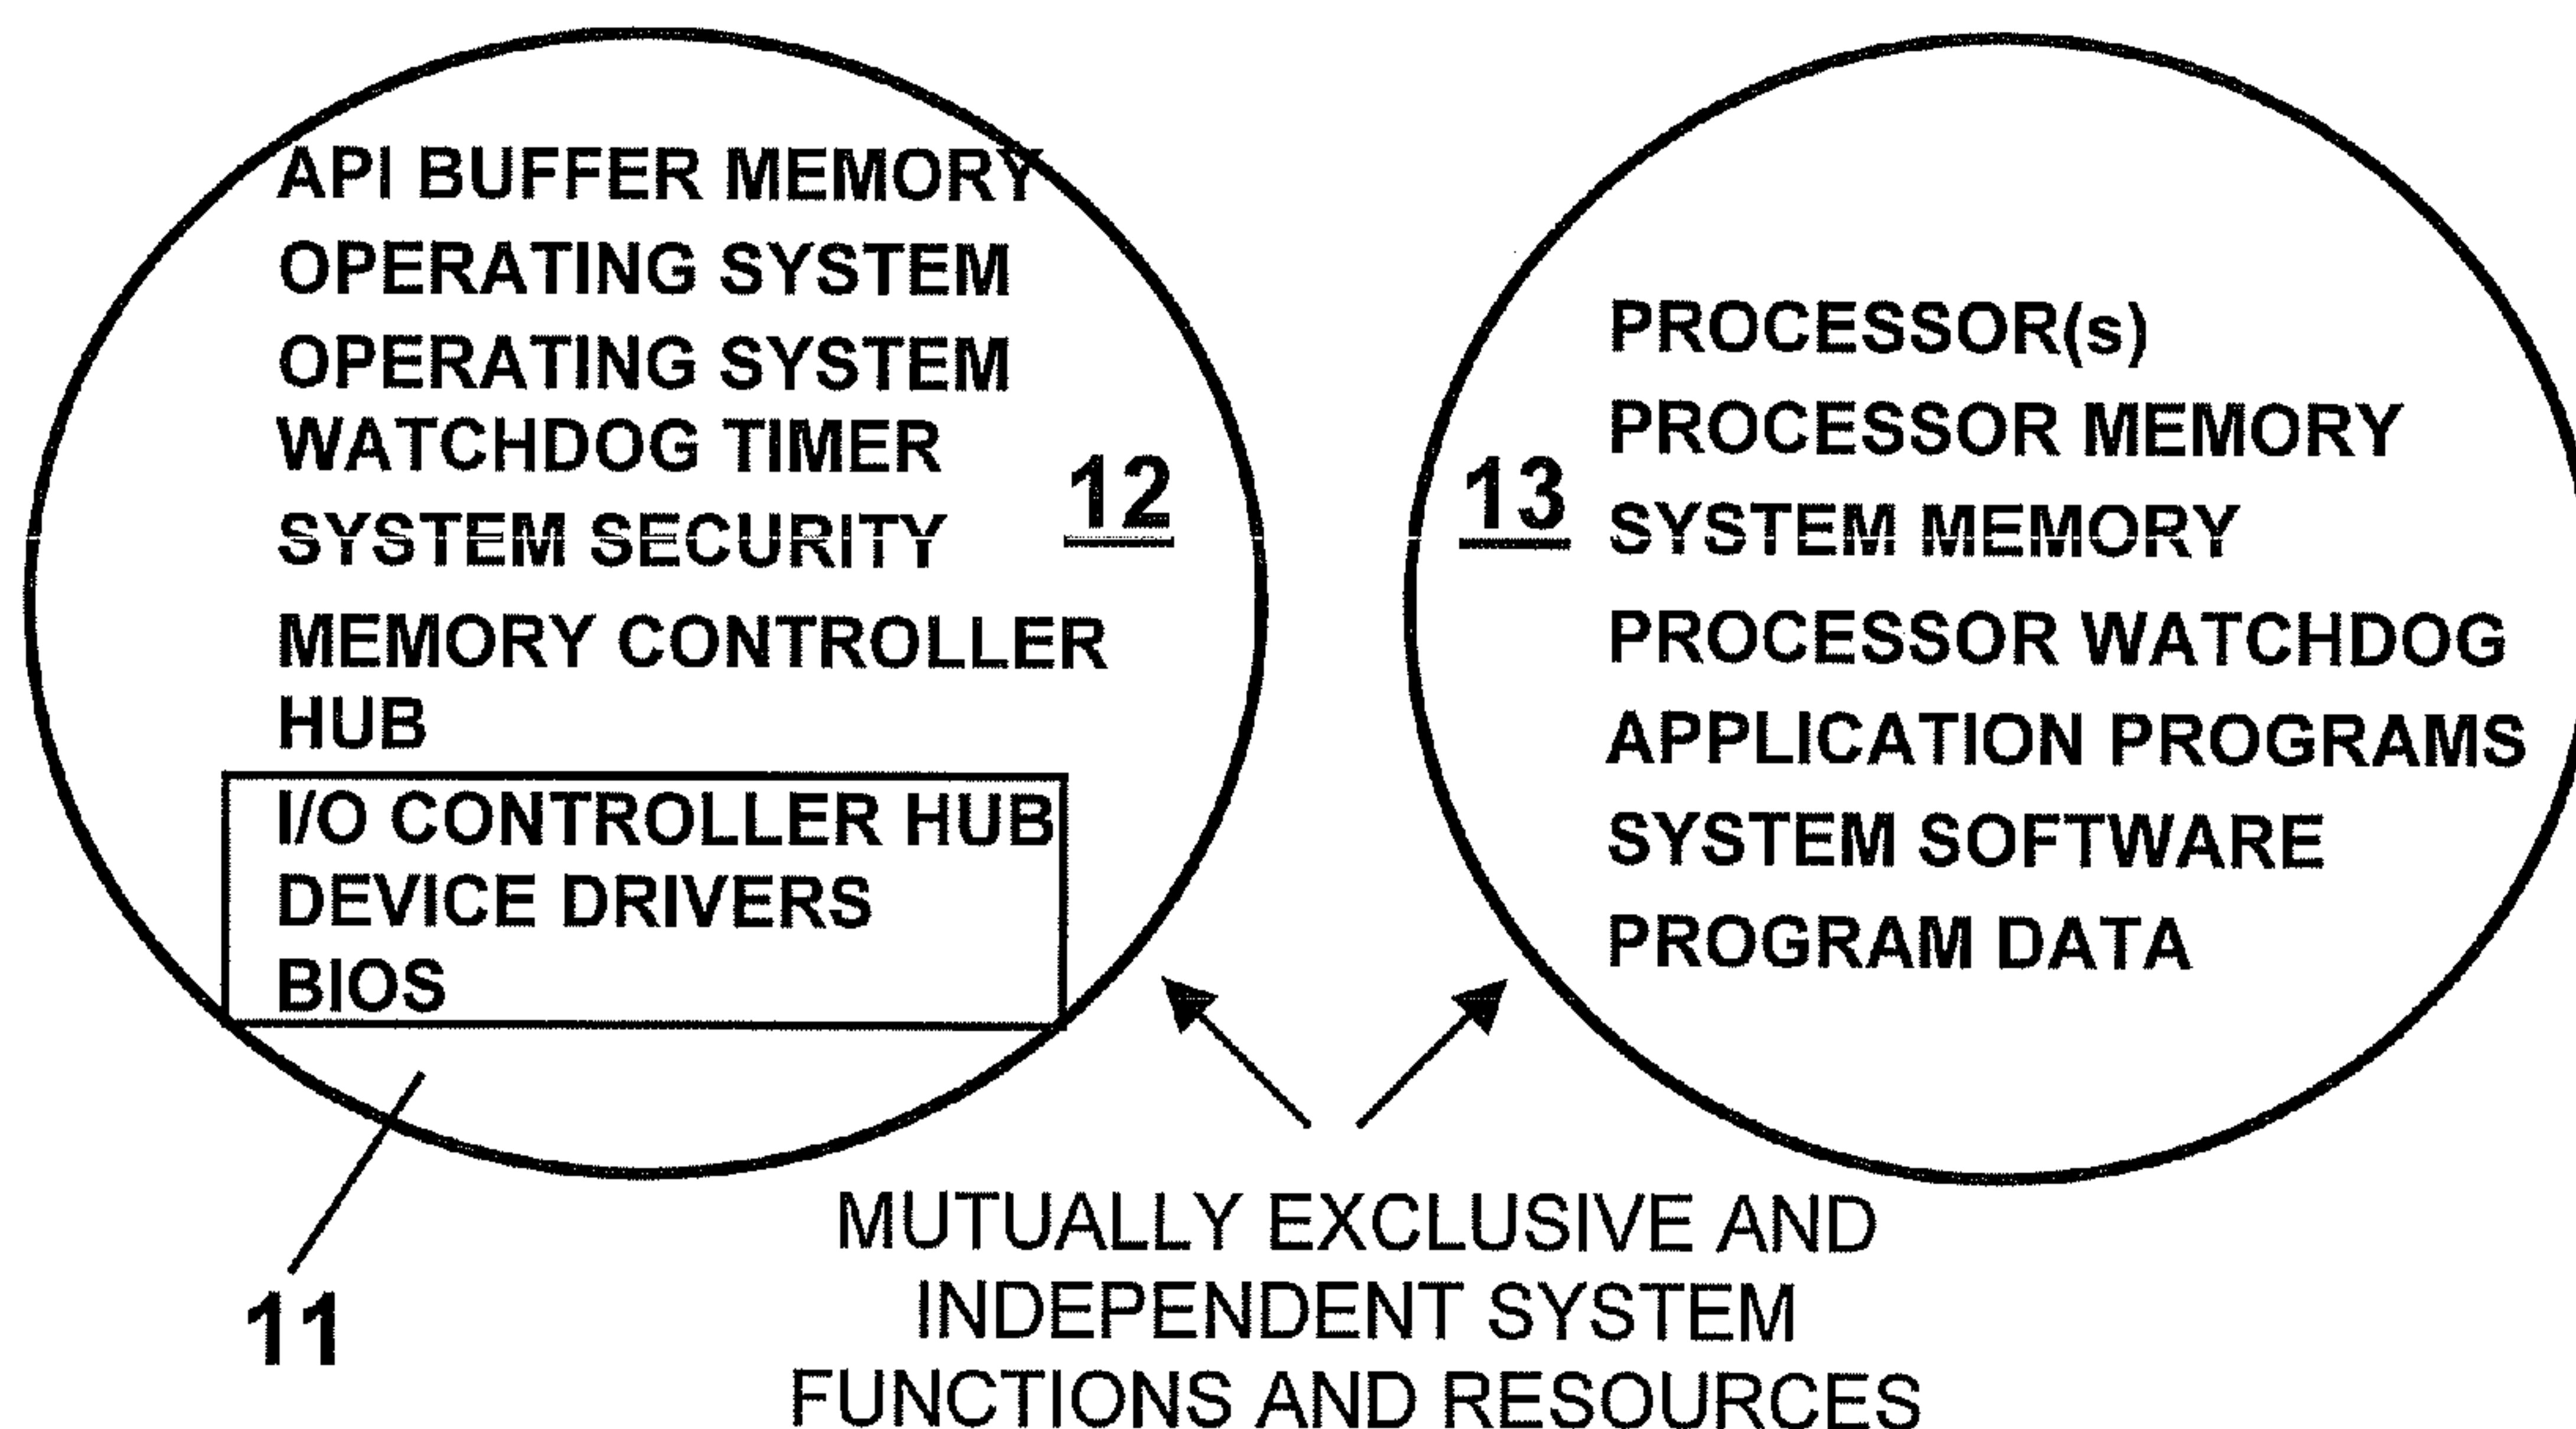 API BUFFER MEMORY
OPERATING SYSTEM
OPERATING SYSTEM
WATCHDOG TIMER
SYSTEM SECURITY
MEMORY CONTROLLER
HUB
I/O CONTROLLER HUB
DEVICE DRIVERS
BIOS
12
11
13
PROCESSOR(s)
PROCESSOR MEMORY
SYSTEM MEMORY
PROCESSOR WATCHDOG
APPLICATION PROGRAMS
SYSTEM SOFTWARE
PROGRAM DATA
MUTUALLY EXCLUSIVE AND
INDEPENDENT SYSTEM
FUNCTIONS AND RESOURCES